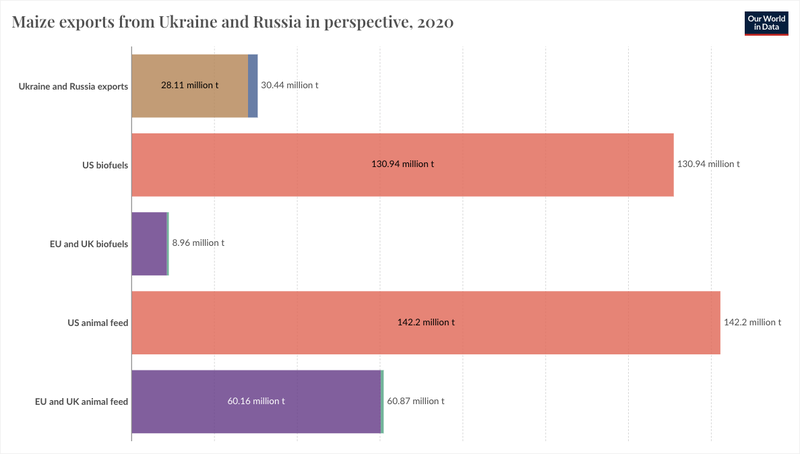 Maize exports from Ukraine and Russia in perspective, 2020
Our World
in Data
Ukraine and Russia exports
28.11 million t
30.44 million t
US biofuels
130.94 million t
130.94 million t
EU and UK biofuels
8.96 million t
US animal feed
142.2 million t
142.2 million t
EU and UK animal feed
60.16 million t
60.87 million t